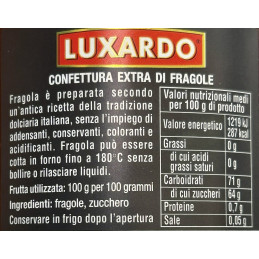 LUXARDO
CONFETTURA EXTRA DI FRAGOLE
Fragola è preparata secondo
un'antica ricetta della tradizione
dolciaria italiana, senza l'impiego di
addensanti, conservanti, coloranti e
acidificanti. Fragola può essere
cotta in forno fino a 180°C senza
bollire o rilasciare liquidi.
Frutta utilizzata: 100 g per 100 grammi
Ingredienti: fragole, zucchero
Conservare in frigo dopo l'apertura
Valori nutrizionali medi
per 100 g di prodotto
Valore energetico 1219 kJ
287 kcal
Grassi 0 g
di cui acidi
grassi saturi 0 g
Carboidrati 71 g
di cui zuccheri 64 g
Proteine 0,7 g
Sale 0,05 g